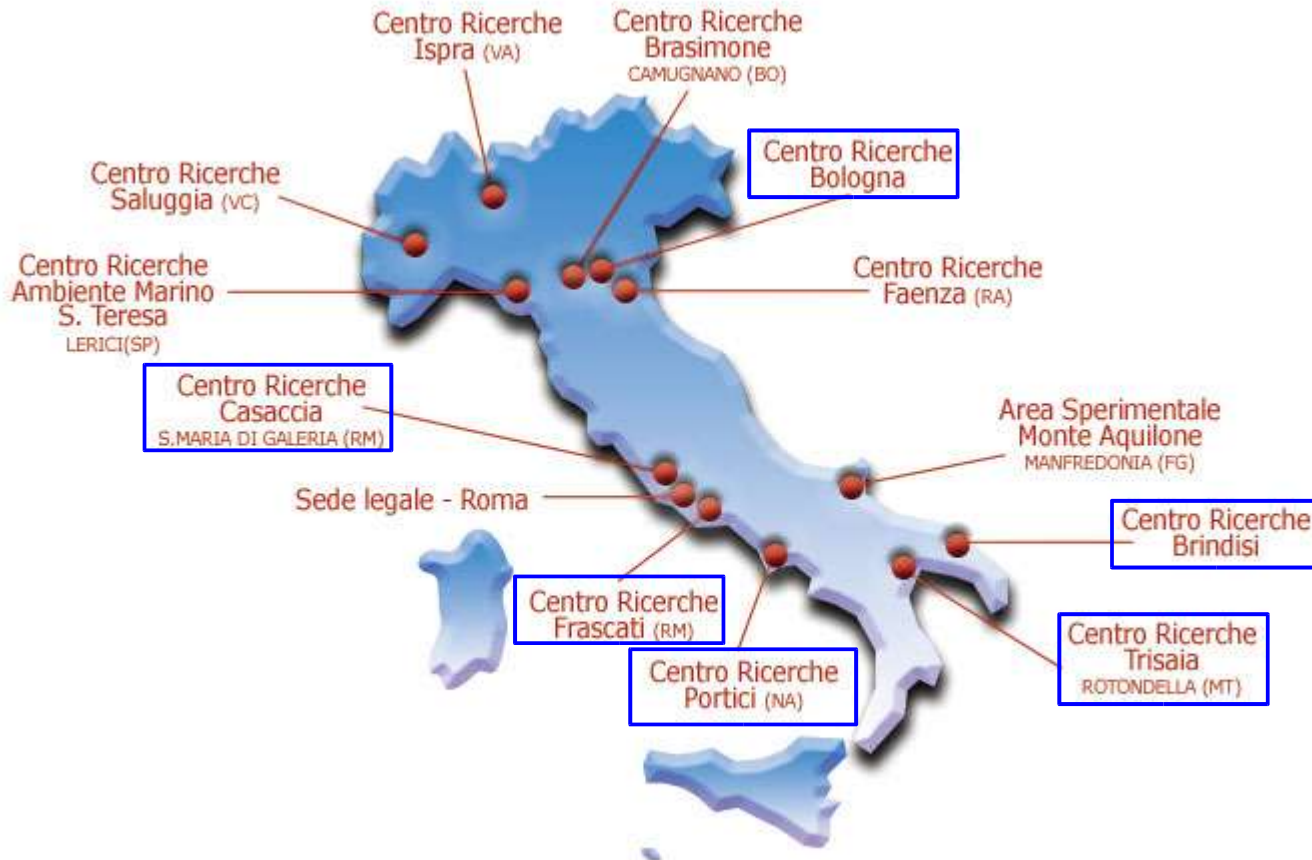 Centro Ricerche
Ispra (VA)
Centro Ricerche
Brasimone
CAMUGNANO (BO)
Centro Ricerche
Bologna
Centro Ricerche
Saluggia (VC)
Centro Ricerche
Ambiente Marino
S. Teresa
LERICI(SP)
Centro Ricerche
Faenza (RA)
Centro Ricerche
Casaccia
S.MARIA DI GALERIA (RM)
Area Sperimentale
Monte Aquilone
MANFREDONIA (FG)
Sede legale - Roma
Centro Ricerche
Brindisi
Centro Ricerche
Frascati (RM)
Centro Ricerche
Trisaia
ROTONDELLA (MT)
Centro Ricerche
Portici (NA)